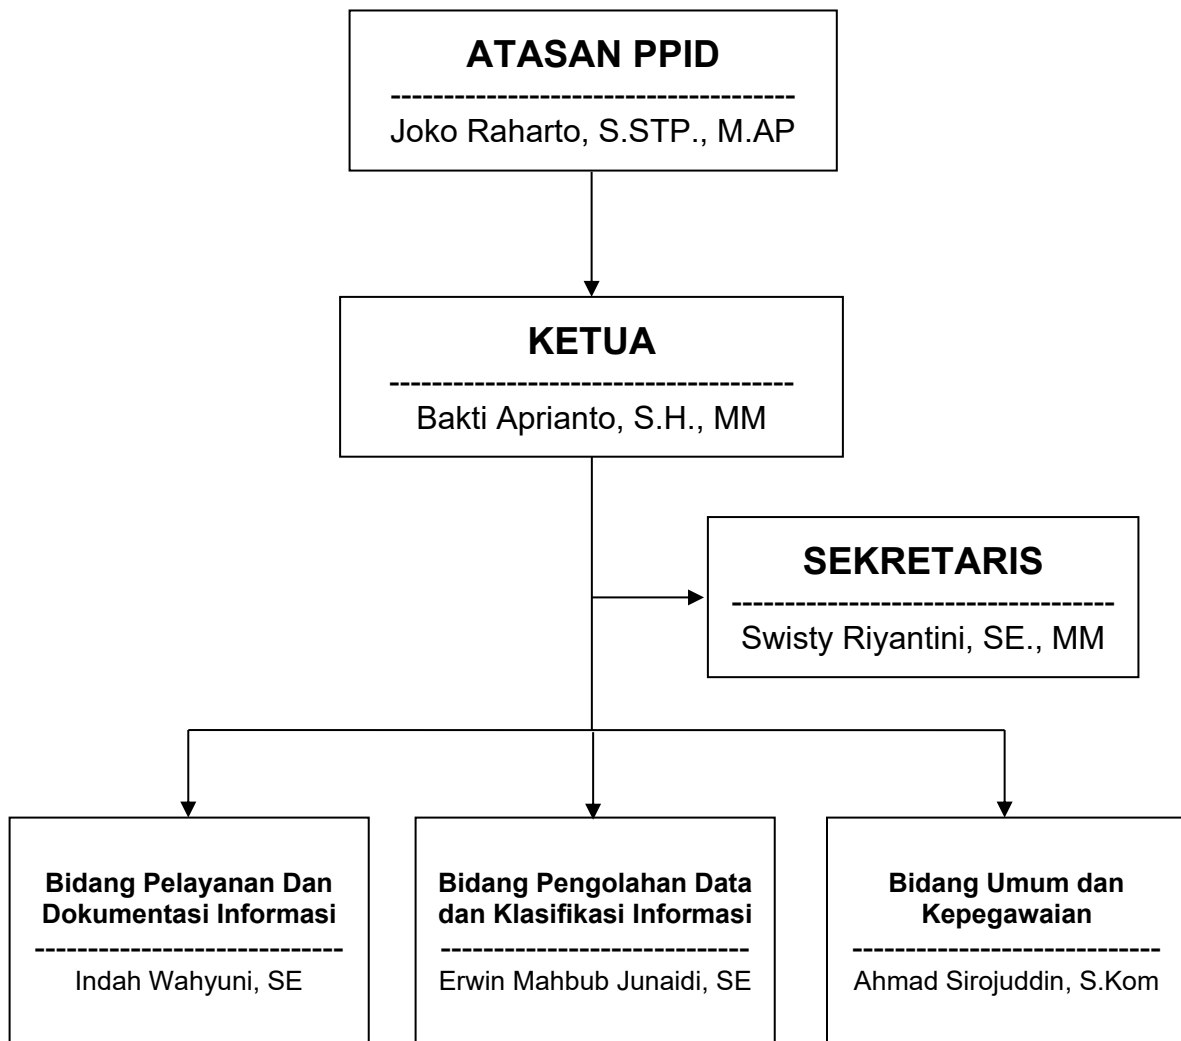 ATASAN PPID
--------------------------------------
Joko Raharto, S.STP., M.AP
KETUA
--------------------------------------
Bakti Aprianto, S.H., MM
SEKRETARIS
------------------------------------
Swisty Riyantini, SE., MM
Bidang Pelayanan Dan
Dokumentasi Informasi
-----------------------------
Indah Wahyuni, SE
Bidang Pengolahan Data
dan Klasifikasi Informasi
-----------------------------
Erwin Mahbub Junaidi, SE
Bidang Umum dan
Kepegawaian
-----------------------------
Ahmad Sirojuddin, S.Kom